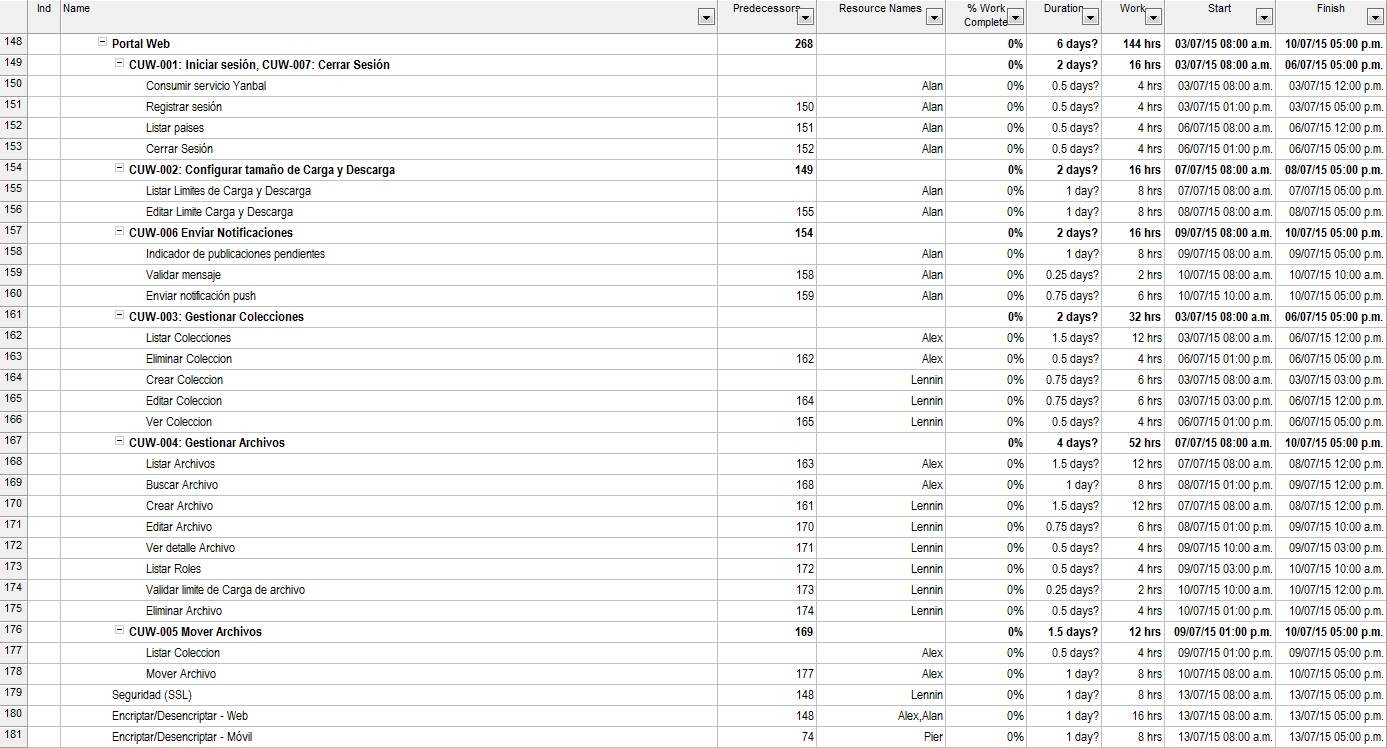 Ind Name Predecessors Resource Names % Work Complete Duration Work Start Finish
148 Portal Web 268 0% 6 days? 144 hrs 03/07/15 08:00 a.m. 10/07/15 05:00 p.m.
149 CUW-001: Iniciar sesión, CUW-007: Cerrar Sesión 0% 2 days? 16 hrs 03/07/15 08:00 a.m. 06/07/15 05:00 p.m.
150 Consumir servicio Yanbal Alan 0% 0.5 days? 4 hrs 03/07/15 08:00 a.m. 03/07/15 12:00 p.m.
151 Registrar sesión 150 Alan 0% 0.5 days? 4 hrs 03/07/15 01:00 p.m. 03/07/15 05:00 p.m.
152 Listar paises 151 Alan 0% 0.5 days? 4 hrs 06/07/15 08:00 a.m. 06/07/15 12:00 p.m.
153 Cerrar Sesión 152 Alan 0% 0.5 days? 4 hrs 06/07/15 01:00 p.m. 06/07/15 05:00 p.m.
154 CUW-002: Configurar tamaño de Carga y Descarga 149 0% 2 days? 16 hrs 07/07/15 08:00 a.m. 08/07/15 05:00 p.m.
155 Listar Limites de Carga y Descarga Alan 0% 1 day? 8 hrs 07/07/15 08:00 a.m. 07/07/15 05:00 p.m.
156 Editar Limite Carga y Descarga 155 Alan 0% 1 day? 8 hrs 08/07/15 08:00 a.m. 08/07/15 05:00 p.m.
157 CUW-006 Enviar Notificaciones 154 0% 2 days? 16 hrs 09/07/15 08:00 a.m. 10/07/15 05:00 p.m.
158 Indicador de publicaciones pendientes Alan 0% 1 day? 8 hrs 09/07/15 08:00 a.m. 09/07/15 05:00 p.m.
159 Validar mensaje 158 Alan 0% 0.25 days? 2 hrs 10/07/15 08:00 a.m. 10/07/15 10:00 a.m.
160 Enviar notificación push 159 Alan 0% 0.75 days? 6 hrs 10/07/15 10:00 a.m. 10/07/15 05:00 p.m.
161 CUW-003: Gestionar Colecciones 0% 2 days? 32 hrs 03/07/15 08:00 a.m. 06/07/15 05:00 p.m.
162 Listar Colecciones Alex 0% 1.5 days? 12 hrs 03/07/15 08:00 a.m. 06/07/15 12:00 p.m.
163 Eliminar Coleccion 162 Alex 0% 0.5 days? 4 hrs 06/07/15 01:00 p.m. 06/07/15 05:00 p.m.
164 Crear Coleccion Lennin 0% 0.75 days? 6 hrs 03/07/15 08:00 a.m. 03/07/15 03:00 p.m.
165 Editar Coleccion 164 Lennin 0% 0.75 days? 6 hrs 03/07/15 03:00 p.m. 06/07/15 12:00 p.m.
166 Ver Coleccion 165 Lennin 0% 0.5 days? 4 hrs 06/07/15 01:00 p.m. 06/07/15 05:00 p.m.
167 CUW-004: Gestionar Archivos 0% 4 days? 52 hrs 07/07/15 08:00 a.m. 10/07/15 05:00 p.m.
168 Listar Archivos 163 Alex 0% 1.5 days? 12 hrs 07/07/15 08:00 a.m. 08/07/15 12:00 p.m.
169 Buscar Archivo 168 Alex 0% 1 day? 8 hrs 08/07/15 01:00 p.m. 09/07/15 12:00 p.m.
170 Crear Archivo 161 Lennin 0% 1.5 days? 12 hrs 07/07/15 08:00 a.m. 08/07/15 12:00 p.m.
171 Editar Archivo 170 Lennin 0% 0.75 days? 6 hrs 08/07/15 01:00 p.m. 09/07/15 10:00 a.m.
172 Ver detalle Archivo 171 Lennin 0% 0.5 days? 4 hrs 09/07/15 10:00 a.m. 09/07/15 03:00 p.m.
173 Listar Roles 172 Lennin 0% 0.5 days? 4 hrs 09/07/15 03:00 p.m. 10/07/15 10:00 a.m.
174 Validar limite de Carga de archivo 173 Lennin 0% 0.25 days? 2 hrs 10/07/15 10:00 a.m. 10/07/15 12:00 p.m.
175 Eliminar Archivo 174 Lennin 0% 0.5 days? 4 hrs 10/07/15 01:00 p.m. 10/07/15 05:00 p.m.
176 CUW-005 Mover Archivos 169 0% 1.5 days? 12 hrs 09/07/15 01:00 p.m. 10/07/15 05:00 p.m.
177 Listar Coleccion Alex 0% 0.5 days? 4 hrs 09/07/15 01:00 p.m. 09/07/15 05:00 p.m.
178 Mover Archivo 177 Alex 0% 1 day? 8 hrs 10/07/15 08:00 a.m. 10/07/15 05:00 p.m.
179 Seguridad (SSL) 148 Lennin 0% 1 day? 8 hrs 13/07/15 08:00 a.m. 13/07/15 05:00 p.m.
180 Encriptar/Desencriptar - Web 148 Alex,Alan 0% 1 day? 16 hrs 13/07/15 08:00 a.m. 13/07/15 05:00 p.m.
181 Encriptar/Desencriptar - Móvil 74 Pier 0% 1 day? 8 hrs 13/07/15 08:00 a.m. 13/07/15 05:00 p.m.